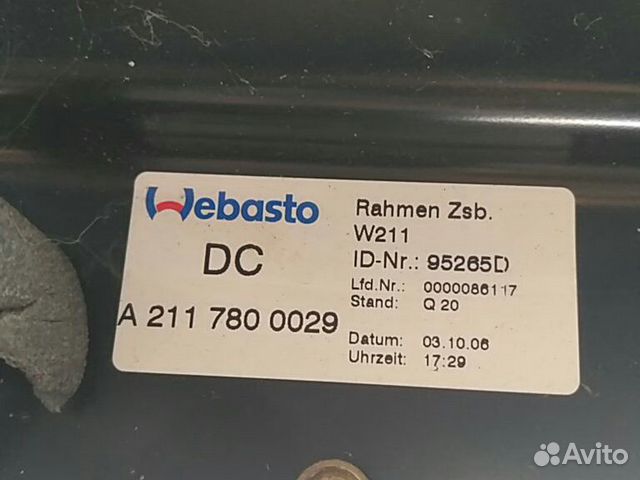 Webasto
DC
A 211 780 0029
Rahmen Zsb.
W211
ID-Nr.: 95265D
Lfd.Nr.: 0000086117
Stand: Q 20
Datum: 03.10.06
Uhrzeit: 17:29
Avito